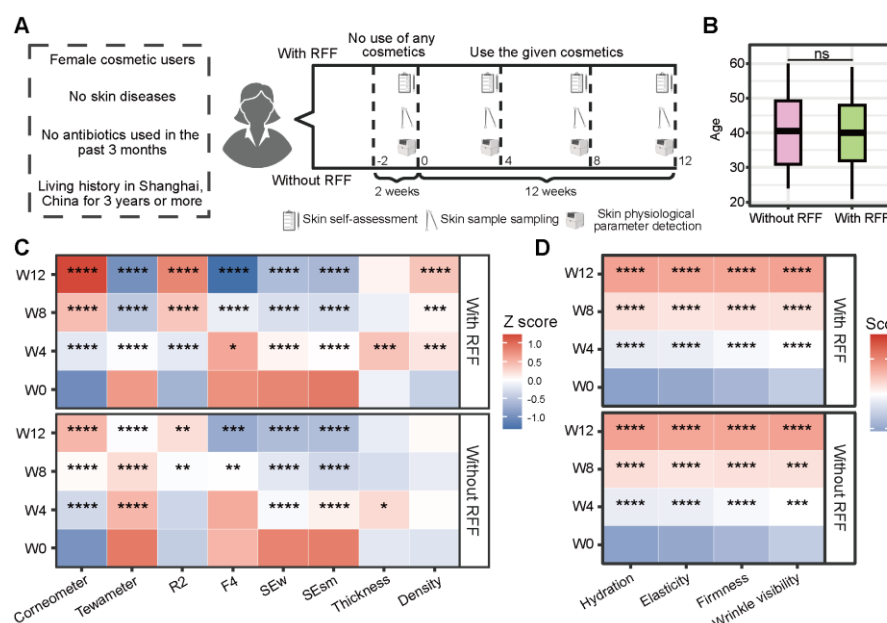 A
Female cosmetic users
No skin diseases
No antibiotics used in the
past 3 months
Living history in Shanghai,
China for 3 years or more
With RFF
Without RFF
No use of any
cosmetics
Use the given cosmetics
-2 0 4 8 12
2 weeks 12 weeks
Skin self-assessment
Skin sample sampling
Skin physiological
parameter detection
B
ns
Age
60
50
40
30
20
Without RFF With RFF
C
W12 **** **** **** **** **** **** ****
W8 **** **** **** **** **** **** ***
W4 **** **** **** * **** **** *** ***
W0
With RFF
W12 **** **** ** *** **** ****
W8 **** **** ** ** **** ****
W4 **** **** **** **** *
W0
Without RFF
Corneometer
Tewameter
R2
F4
SEw
SEsm
Thickness
Density
Z score
1.0
0.5
0.0
-0.5
-1.0
D
W12 **** **** **** ****
W8 **** **** **** ****
W4 **** **** **** ****
W0
With RFF
W12 **** **** **** ****
W8 **** **** **** ***
W4 **** **** **** ***
W0
Without RFF
Hydration
Elasticity
Firmness
Wrinkle visibility